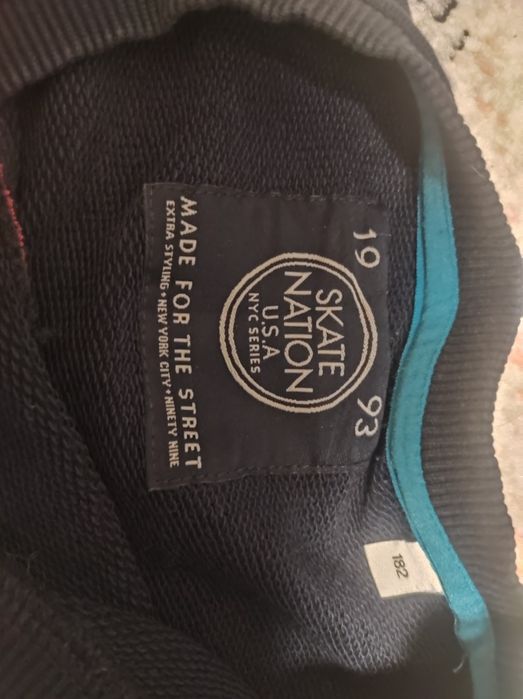 19 93
SKATE
NATION
U.S.A
NYC SERIES
MADE FOR THE STREET
EXTRA STYLING•NEW YORK CITY•NINETY NINE
182